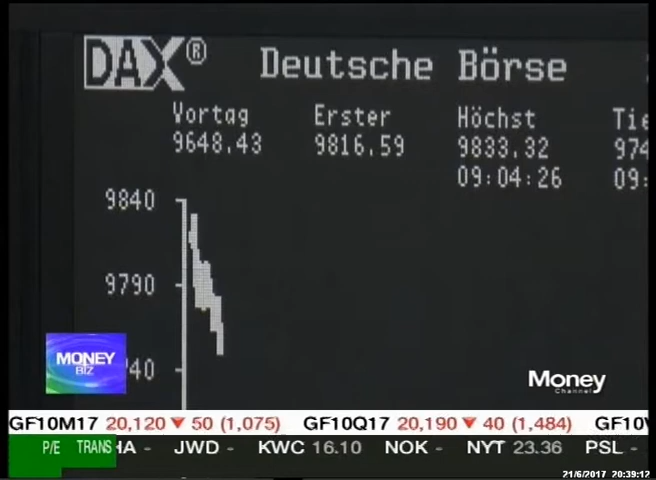 DAX® Deutsche Börse
Vortag Erster Höchst
9648.43 9816.59 9833.32
09:04:26
9840
9790
MONEY
BIZ
Money
Channel
GF10M17 20,120 ▼ 50 (1,075) GF10Q17 20,190 ▼ 40 (1,484)
P/E TRANS JWD - KWC 16.10 NOK - NYT 23.36 PSL -
21/6/2017 20:39:12